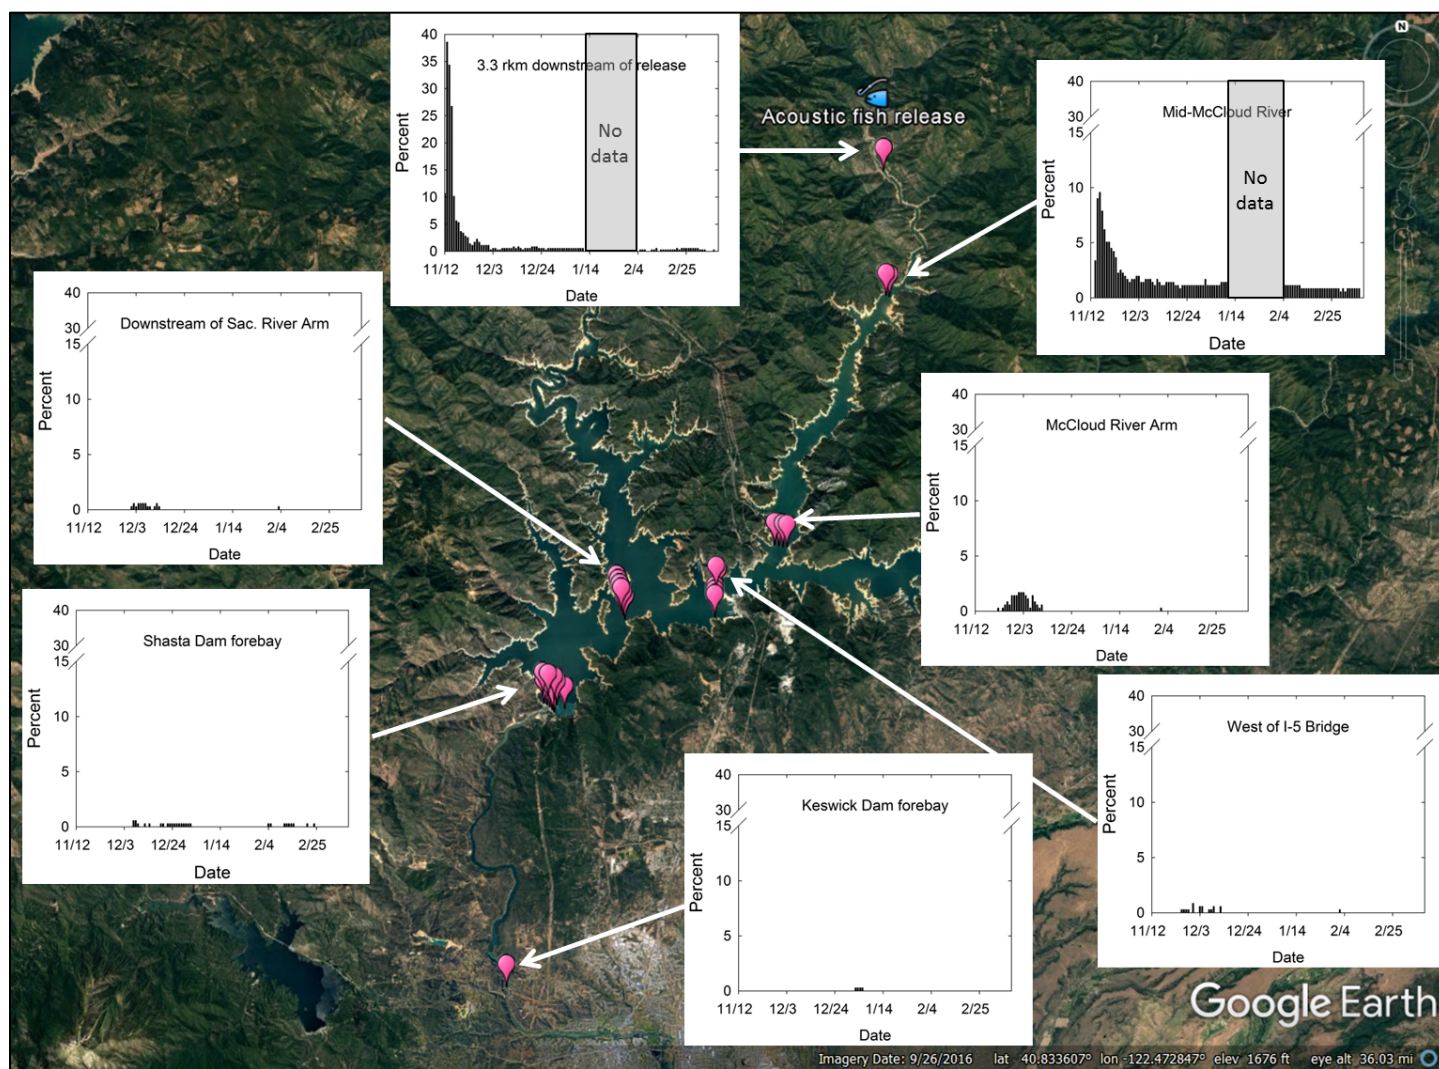 40
35
30
25
20
15
10
5
0
Percent
3.3 rkm downstream of release
No
data
11/12 12/3 12/24 1/14 2/4 2/25
Date
Acoustic fish release
N
40
30
15
10
5
0
Percent
Mid-McCloud River
No
data
11/12 12/3 12/24 1/14 2/4 2/25
Date
40
30
15
10
5
0
Percent
Downstream of Sac. River Arm
11/12 12/3 12/24 1/14 2/4 2/25
Date
40
30
15
10
5
0
Percent
McCloud River Arm
11/12 12/3 12/24 1/14 2/4 2/25
Date
40
30
15
10
5
0
Percent
Shasta Dam forebay
11/12 12/3 12/24 1/14 2/4 2/25
Date
40
30
15
10
5
0
Percent
West of I-5 Bridge
11/12 12/3 12/24 1/14 2/4 2/25
Date
40
30
15
10
5
0
Percent
Keswick Dam forebay
11/12 12/3 12/24 1/14 2/4 2/25
Date
Google Earth
Imagery Date: 9/26/2016 lat 40.833607° lon -122.472847° elev 1676 ft eye alt 36.03 mi